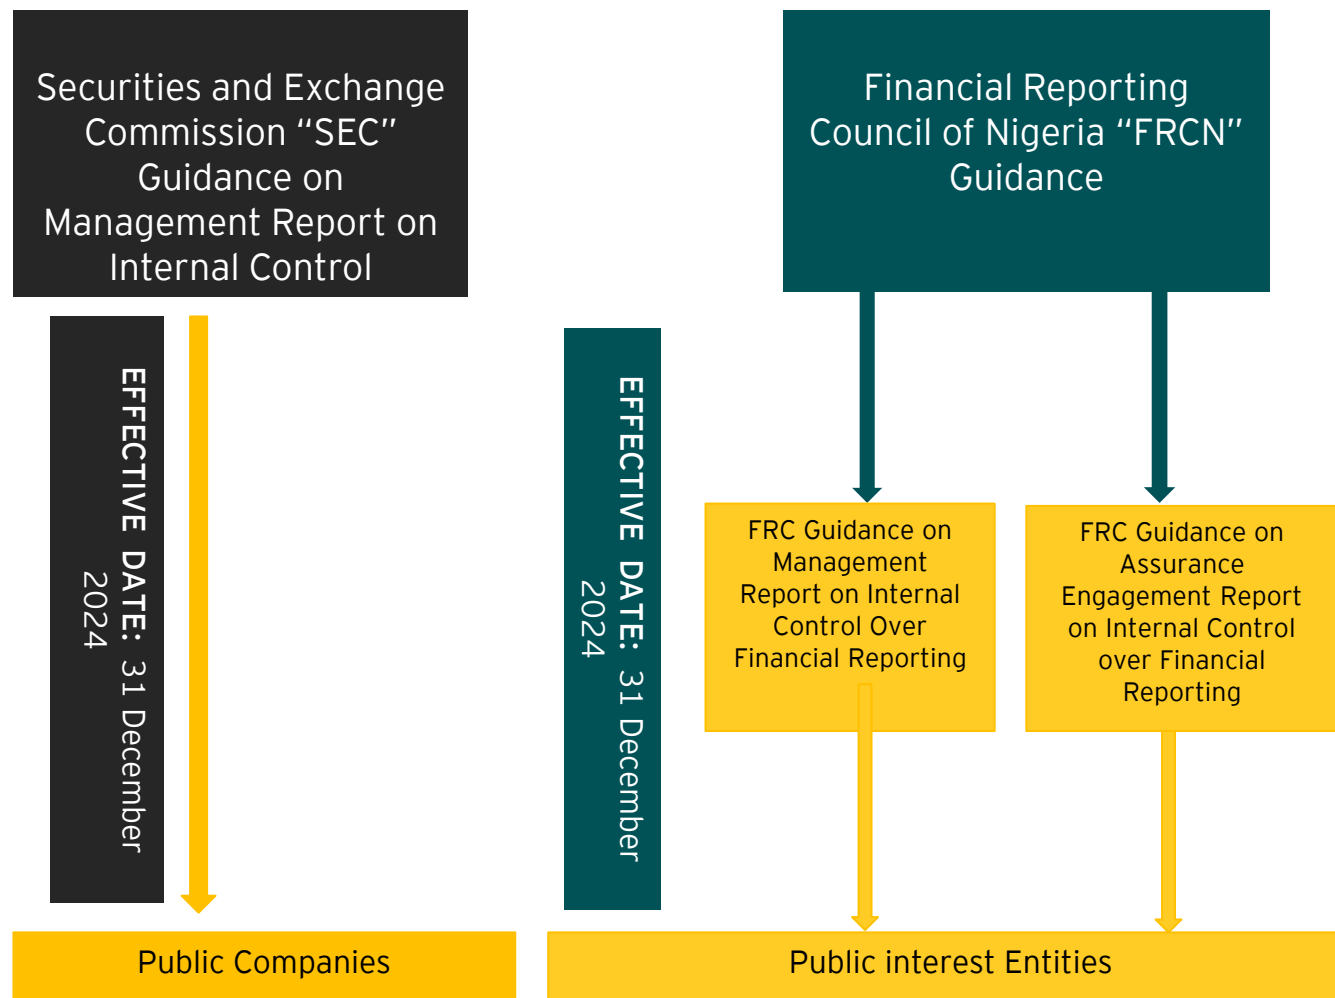 Securities and Exchange
Commission “SEC”
Guidance on
Management Report on
Internal Control
EFFECTIVE DATE: 31 December
2024
Public Companies
Financial Reporting
Council of Nigeria “FRCN”
Guidance
EFFECTIVE DATE: 31 December
2024
FRC Guidance on
Management
Report on Internal
Control Over
Financial Reporting
FRC Guidance on
Assurance
Engagement Report
on Internal Control
over Financial
Reporting
Public interest Entities